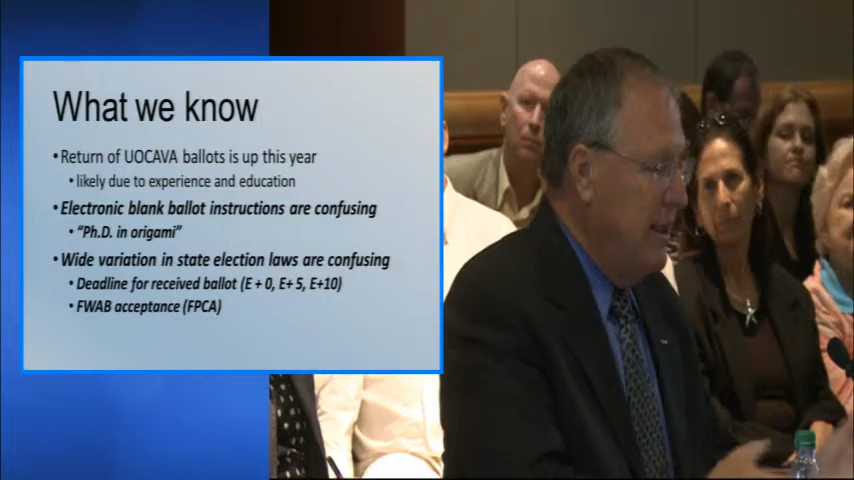 What we know
•Return of UOCAVA ballots is up this year
•likely due to experience and education
•Electronic blank ballot instructions are confusing
•"Ph.D. in origami"
•Wide variation in state election laws are confusing
•Deadline for received ballot (E + 0, E+ 5, E+10)
•FWAB acceptance (FPCA)